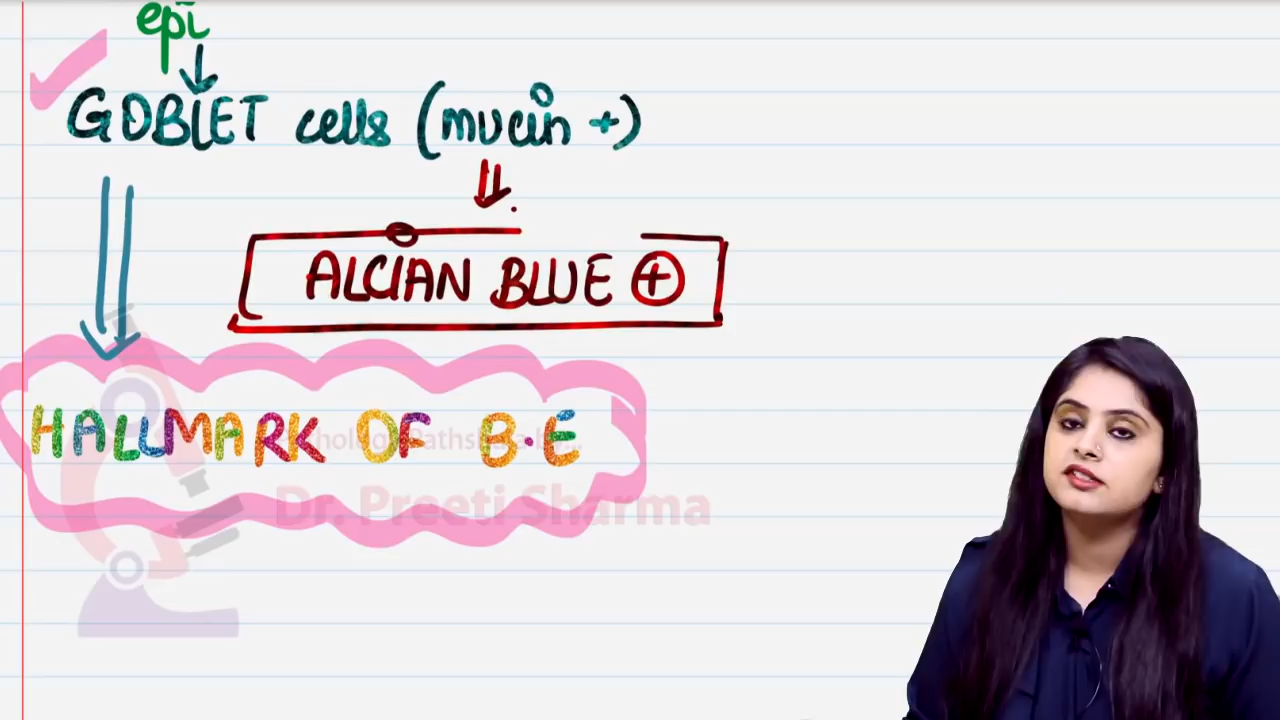 epi
GOBLET cells (mucin +)
ALCIAN BLUE +
HALLMARK OF B.E
Dr. Preeti Sharma